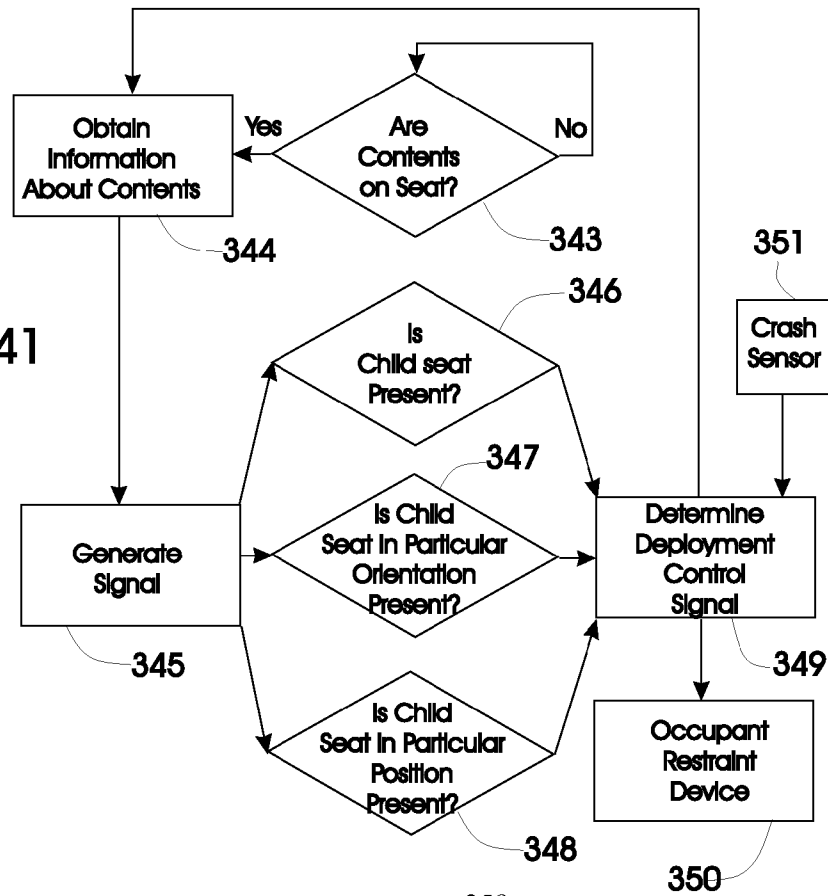 Obtain
Information
About Contents
Yes
Are
Contents
on Seat?
No
344
343
351
346
Crash
Sensor
41
Is
Child seat
Present?
347
Generate
Signal
Is Child
Seat in Particular
Orientation
Present?
Determine
Deployment
Control
Signal
345
349
Is Child
Seat in Particular
Position
Present?
Occupant
Restraint
Device
348
350